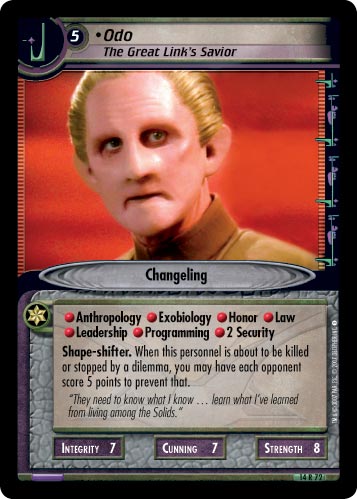 5 •Odo
The Great Link's Savior
Changeling
Anthropology Exobiology Honor Law
Leadership Programming 2 Security
Shape-shifter. When this personnel is about to be killed
or stopped by a dilemma, you may have each opponent
score 5 points to prevent that.
"They need to know what I know … learn what I've learned
from living among the Solids."
INTEGRITY 7 CUNNING 7 STRENGTH 8
14 R 72